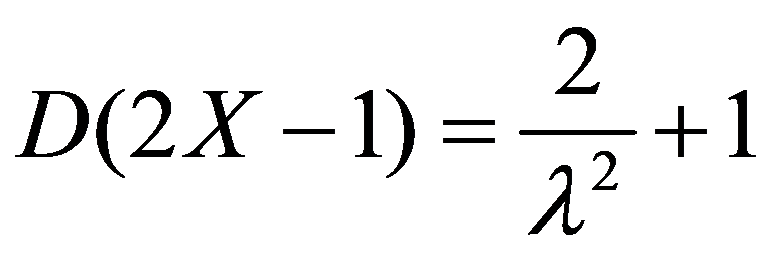 D(2X − 1) = 2/λ² + 1